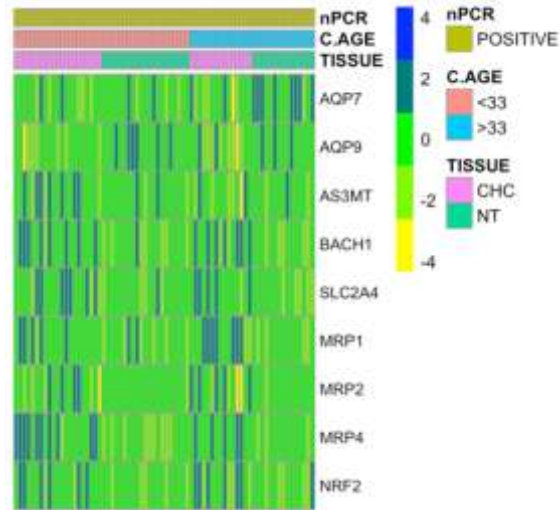 nPCR
C.AGE
TISSUE
AQP7
AQP9
AS3MT
BACH1
SLC2A4
MRP1
MRP2
MRP4
NRF2
4
2
0
-2
-4
nPCR
POSITIVE
C.AGE
<33
>33
TISSUE
CHC
NT